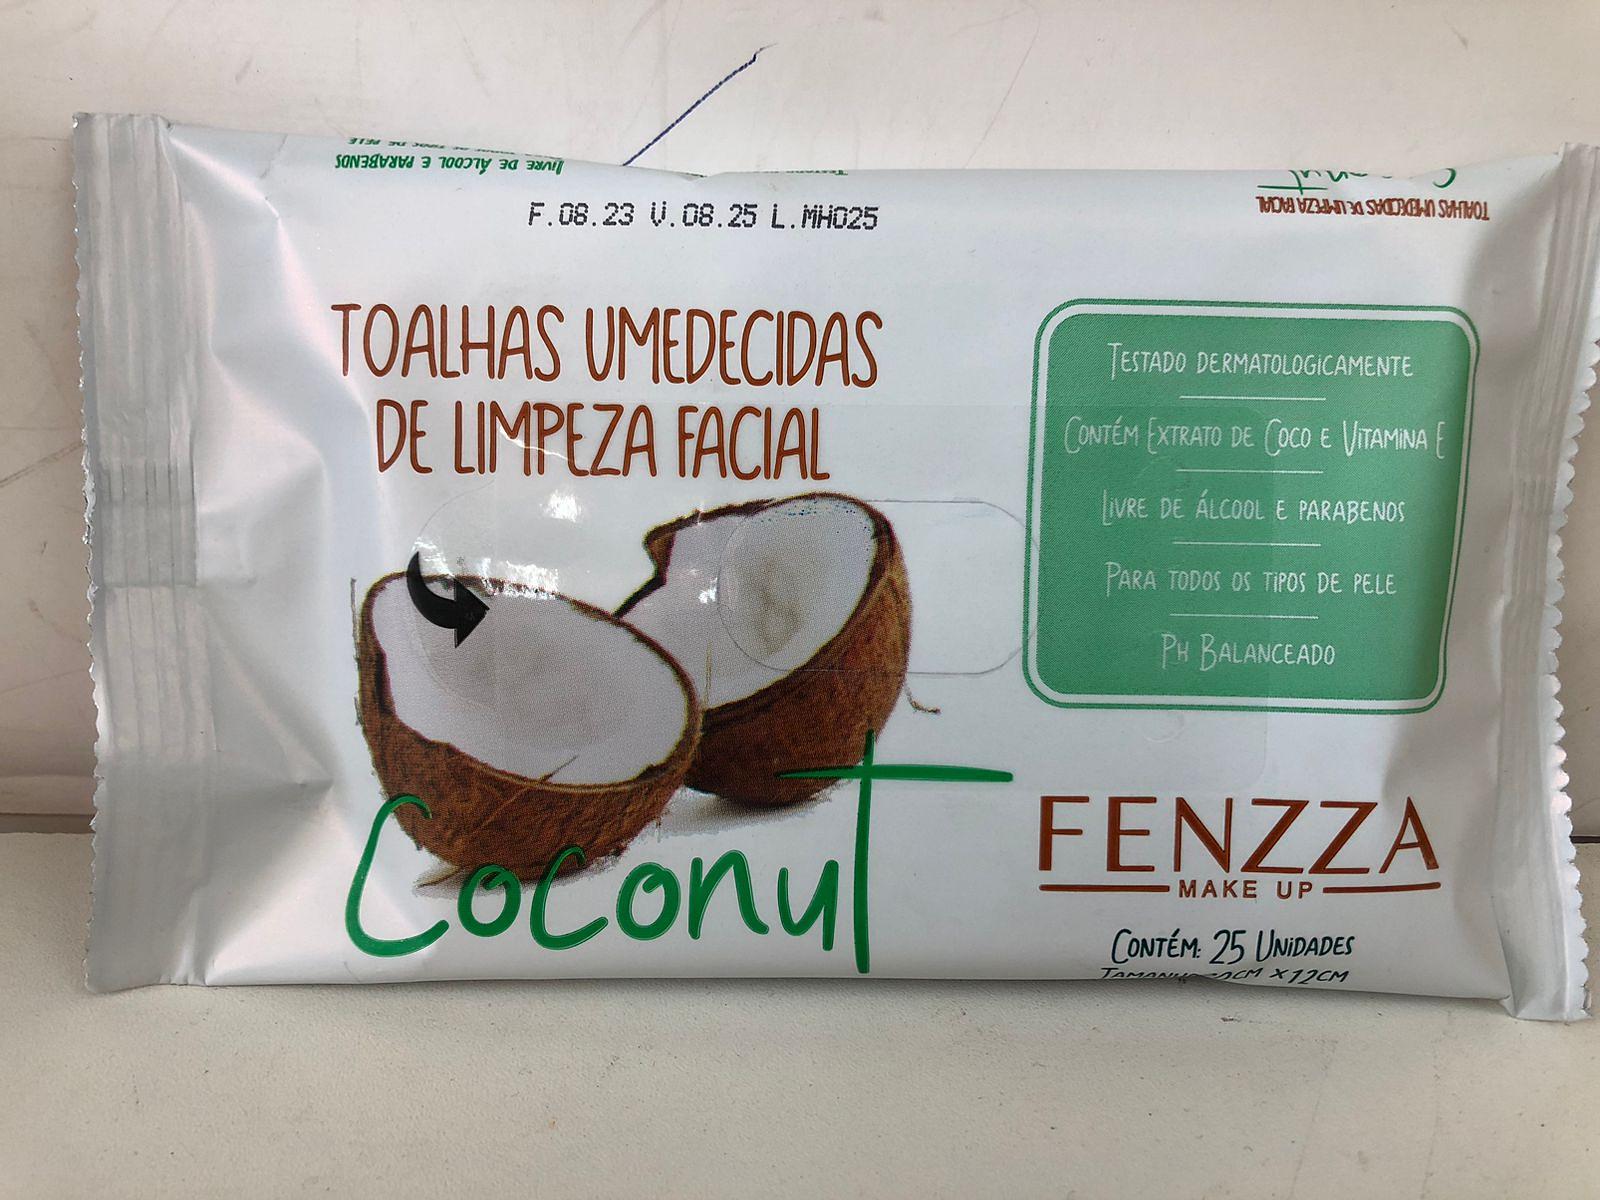 LIVRE DE ÁLCOOL E PARABENOS
Coconut
TOALHAS UMEDECIDAS DE LIMPEZA FACIAL
F.08.23 V.08.25 L.MH025
TOALHAS UMEDECIDAS
DE LIMPEZA FACIAL
TESTADO DERMATOLOGICAMENTE
CONTÉM EXTRATO DE COCO E VITAMINA E
LIVRE DE ÁLCOOL E PARABENOS
PARA TODOS OS TIPOS DE PELE
PH BALANCEADO
Coconut
FENZZA
MAKE UP
CONTÉM: 25 UNIDADES
X 12CM